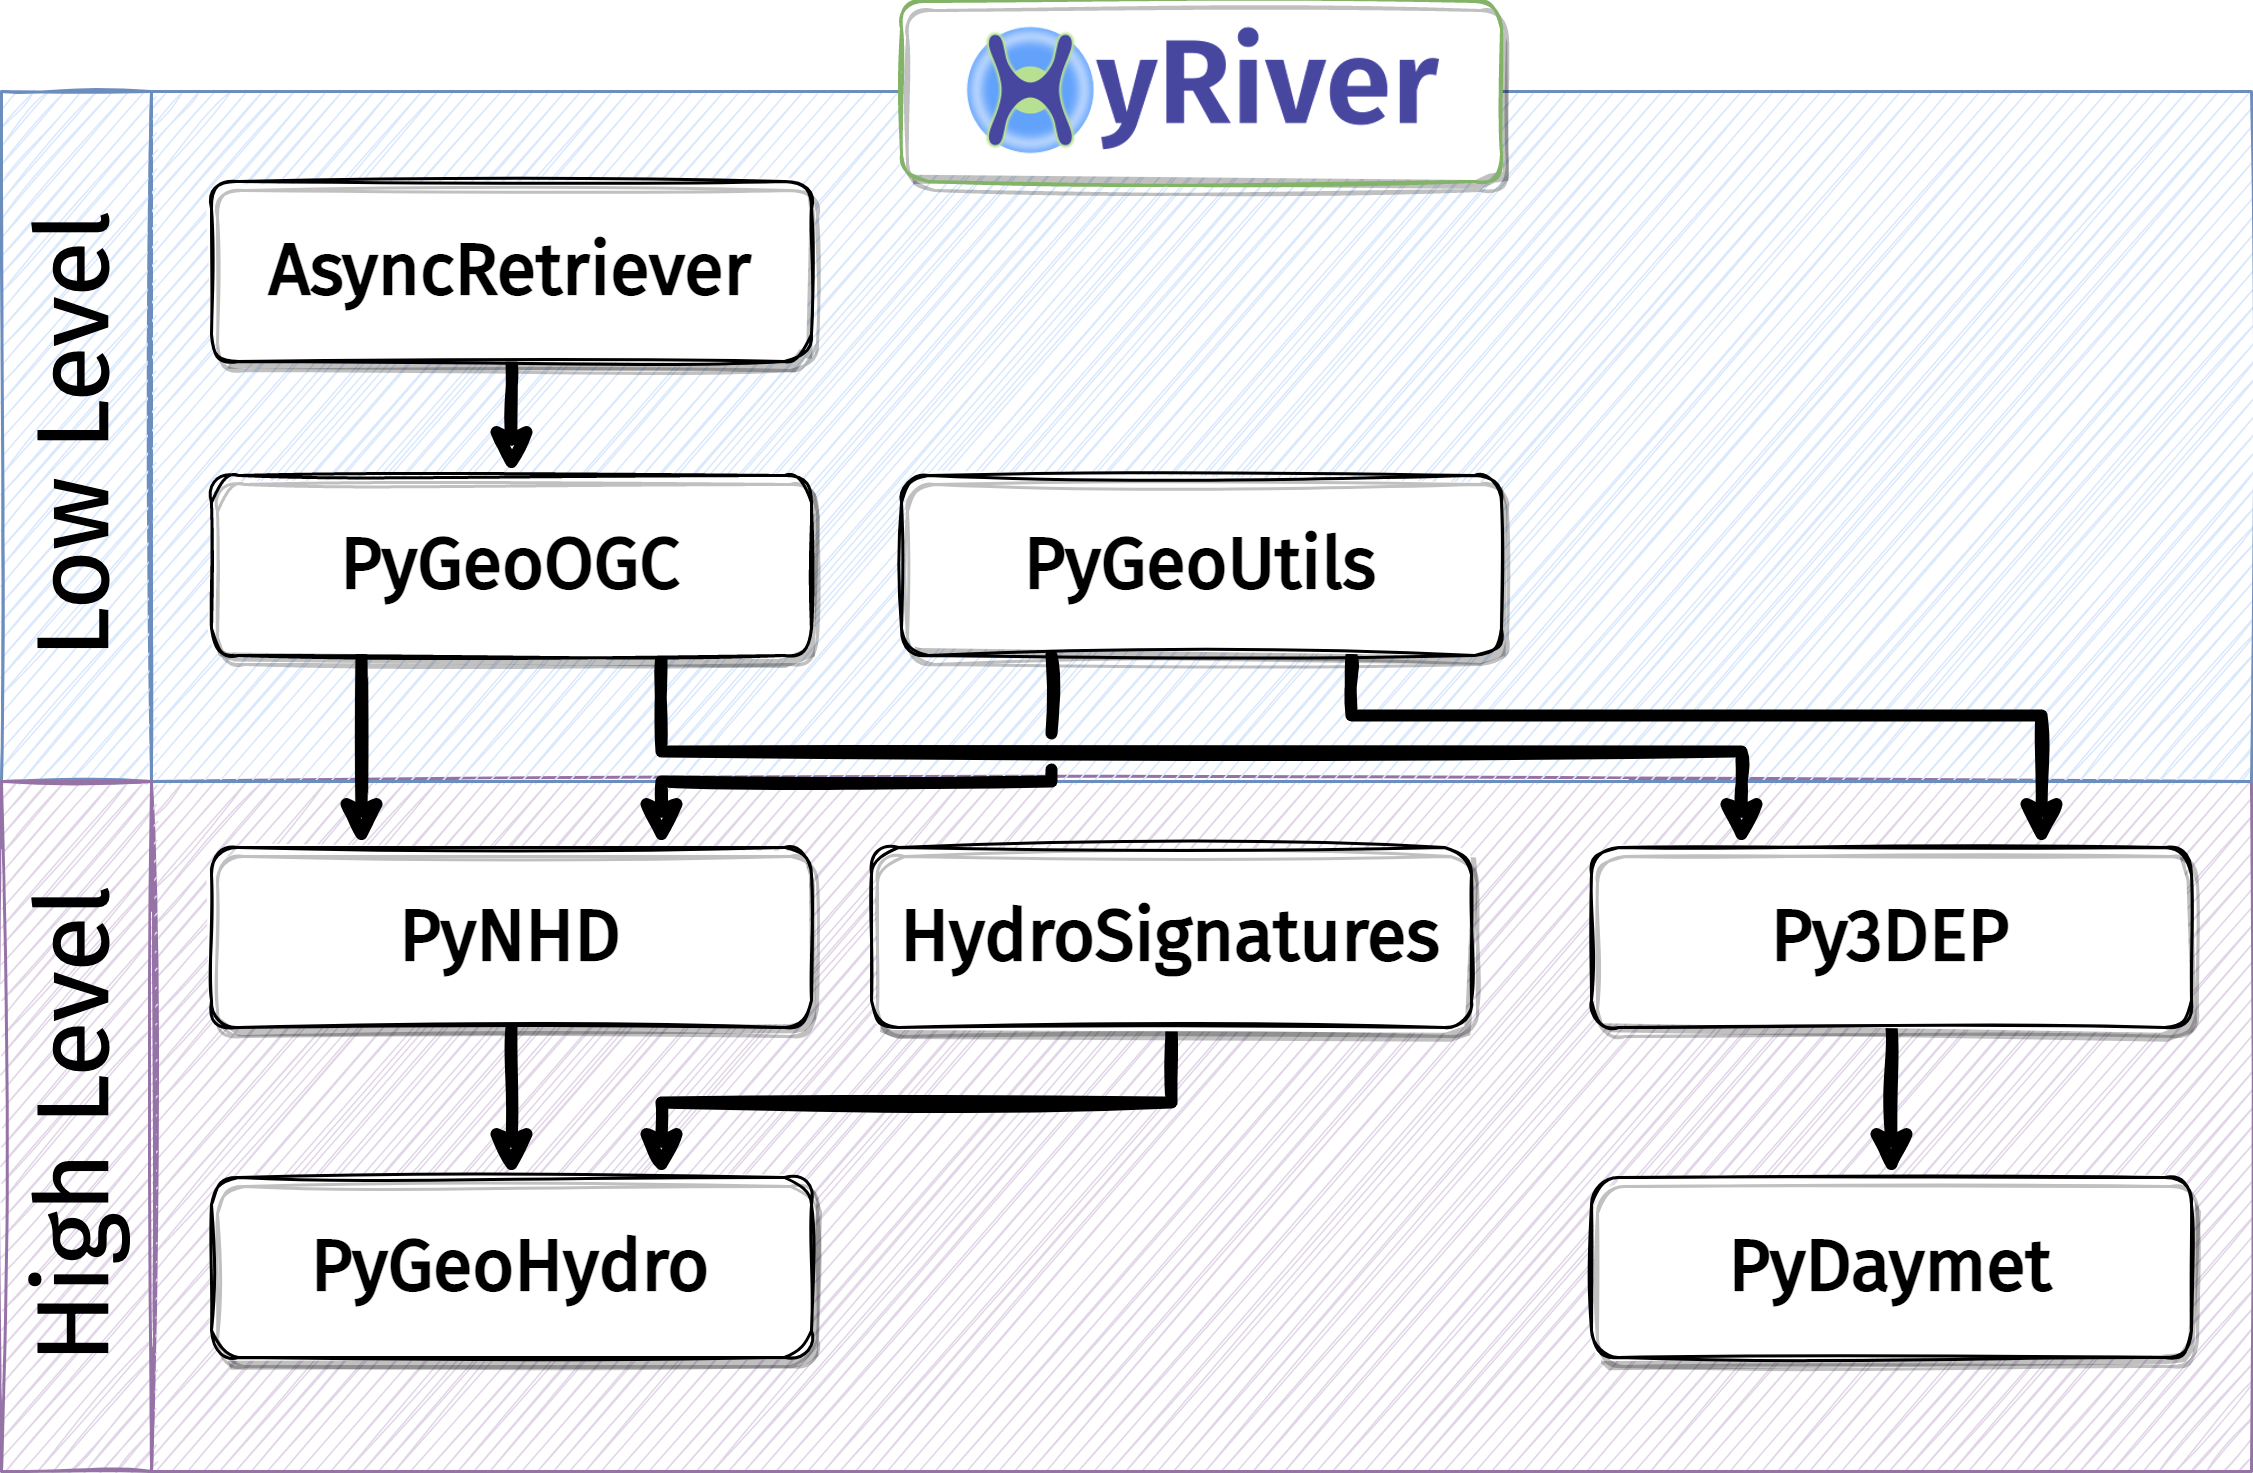 HyRiver
Low Level
AsyncRetriever
PyGeoOGC
PyGeoUtils
High Level
PyNHD
HydroSignatures
Py3DEP
PyGeoHydro
PyDaymet